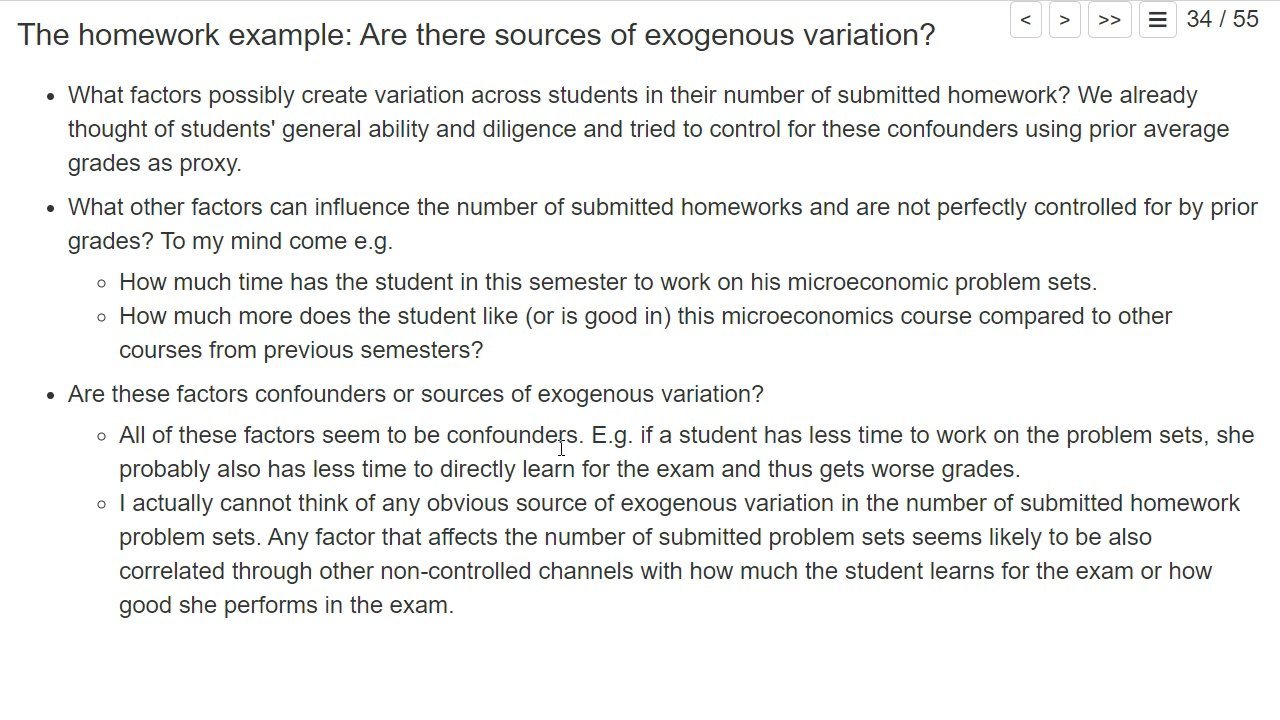 The homework example: Are there sources of exogenous variation?
< > >> ☰ 34 / 55
• What factors possibly create variation across students in their number of submitted homework? We already
thought of students' general ability and diligence and tried to control for these confounders using prior average
grades as proxy.
• What other factors can influence the number of submitted homeworks and are not perfectly controlled for by prior
grades? To my mind come e.g.
◦ How much time has the student in this semester to work on his microeconomic problem sets.
◦ How much more does the student like (or is good in) this microeconomics course compared to other
courses from previous semesters?
• Are these factors confounders or sources of exogenous variation?
◦ All of these factors seem to be confounders. E.g. if a student has less time to work on the problem sets, she
probably also has less time to directly learn for the exam and thus gets worse grades.
◦ I actually cannot think of any obvious source of exogenous variation in the number of submitted homework
problem sets. Any factor that affects the number of submitted problem sets seems likely to be also
correlated through other non-controlled channels with how much the student learns for the exam or how
good she performs in the exam.